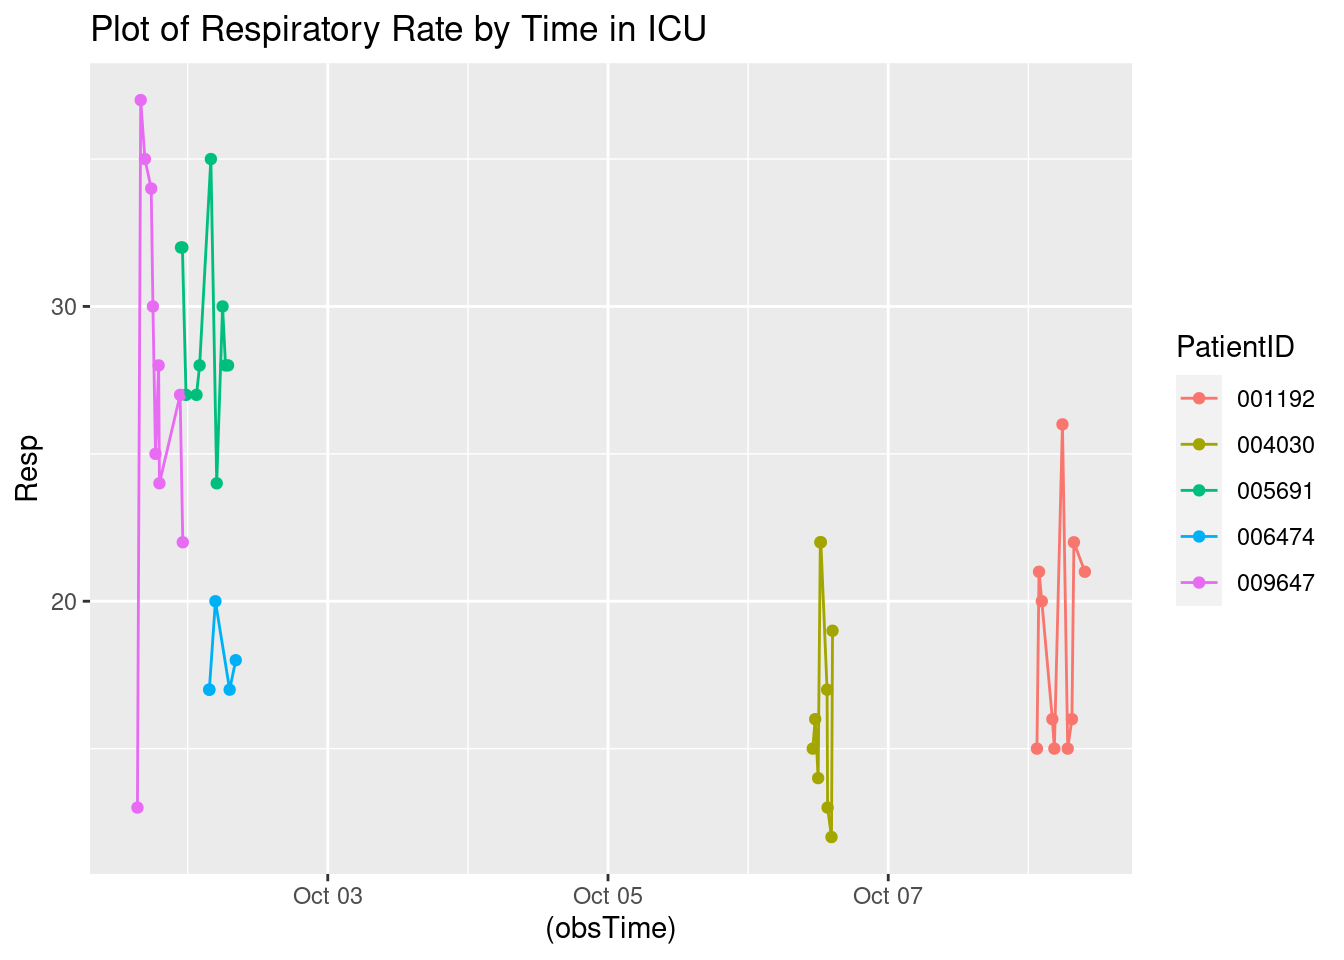 Plot of Respiratory Rate by Time in ICU
Resp
30
20
Oct 03
Oct 05
Oct 07
(obsTime)
PatientID
001192
004030
005691
006474
009647